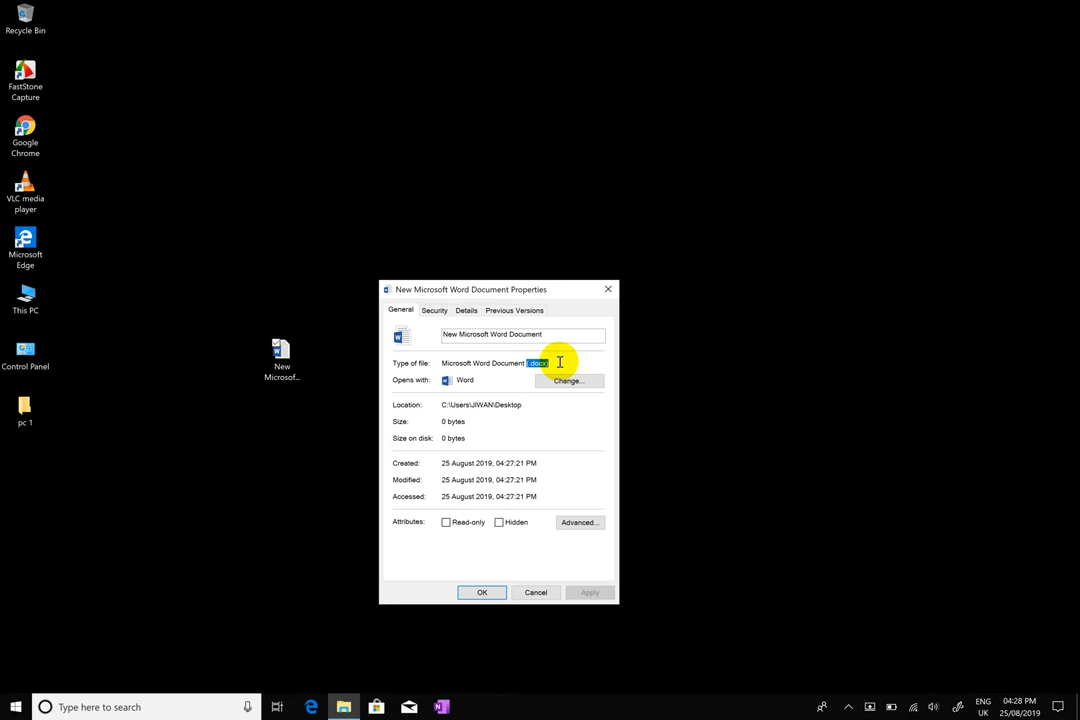 Recycle Bin
FastStone
Capture
Google
Chrome
VLC media
player
Microsoft
Edge
This PC
Control Panel
pc 1
New
Microsof...
New Microsoft Word Document Properties
General Security Details Previous Versions
New Microsoft Word Document
Type of file: Microsoft Word Document (.docx)
Opens with: Word Change...
Location: C:\Users\JIWAN\Desktop
Size: 0 bytes
Size on disk: 0 bytes
Created: 25 August 2019, 04:27:21 PM
Modified: 25 August 2019, 04:27:21 PM
Accessed: 25 August 2019, 04:27:21 PM
Attributes: Read-only Hidden Advanced...
OK Cancel Apply
Type here to search
ENG 04:28 PM
UK 25/08/2019